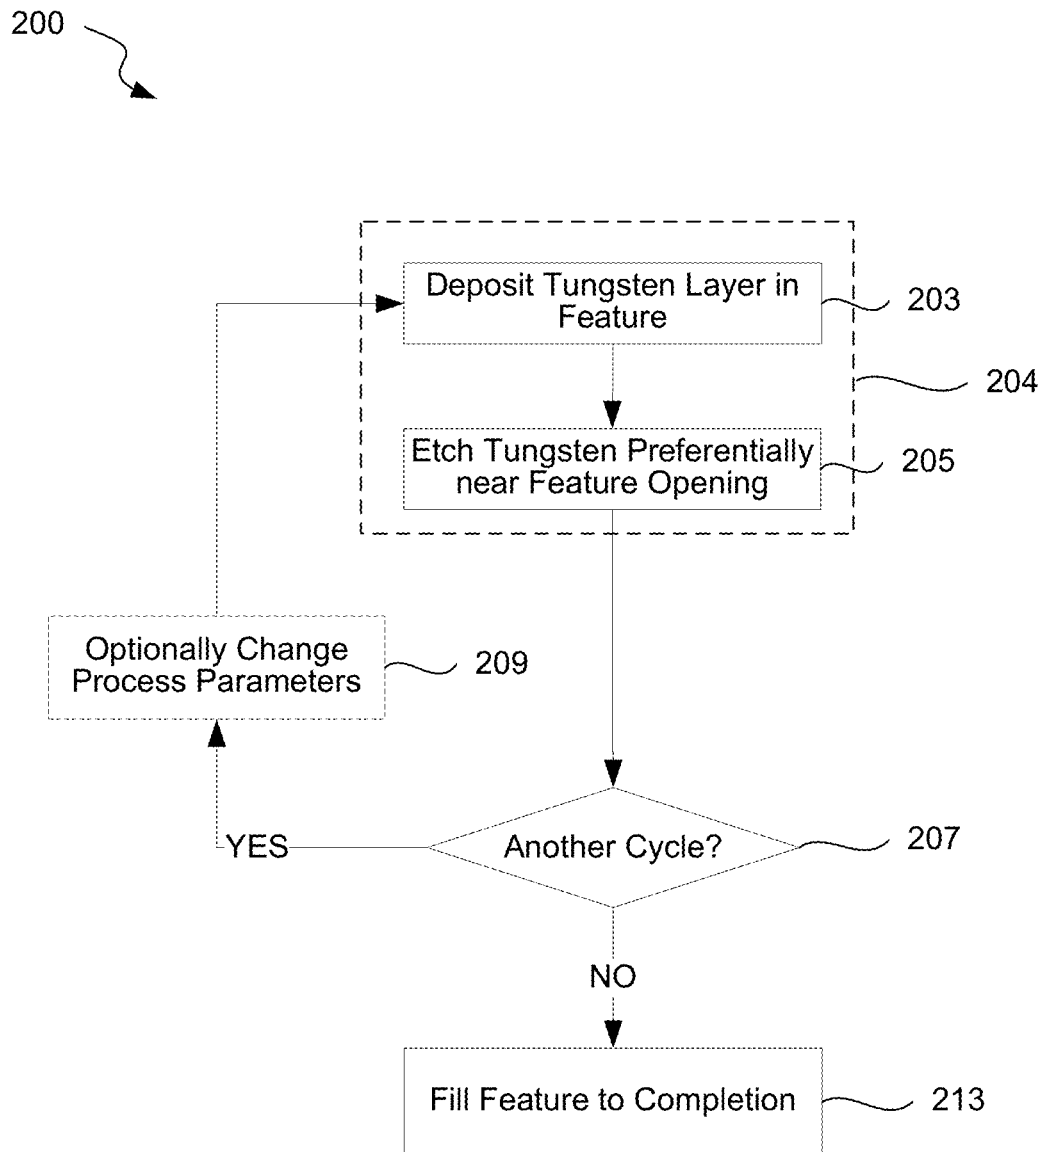 200
Deposit Tungsten Layer in
Feature
203
204
Etch Tungsten Preferentially
near Feature Opening
205
Optionally Change
Process Parameters
209
Another Cycle?
207
YES
NO
Fill Feature to Completion
213